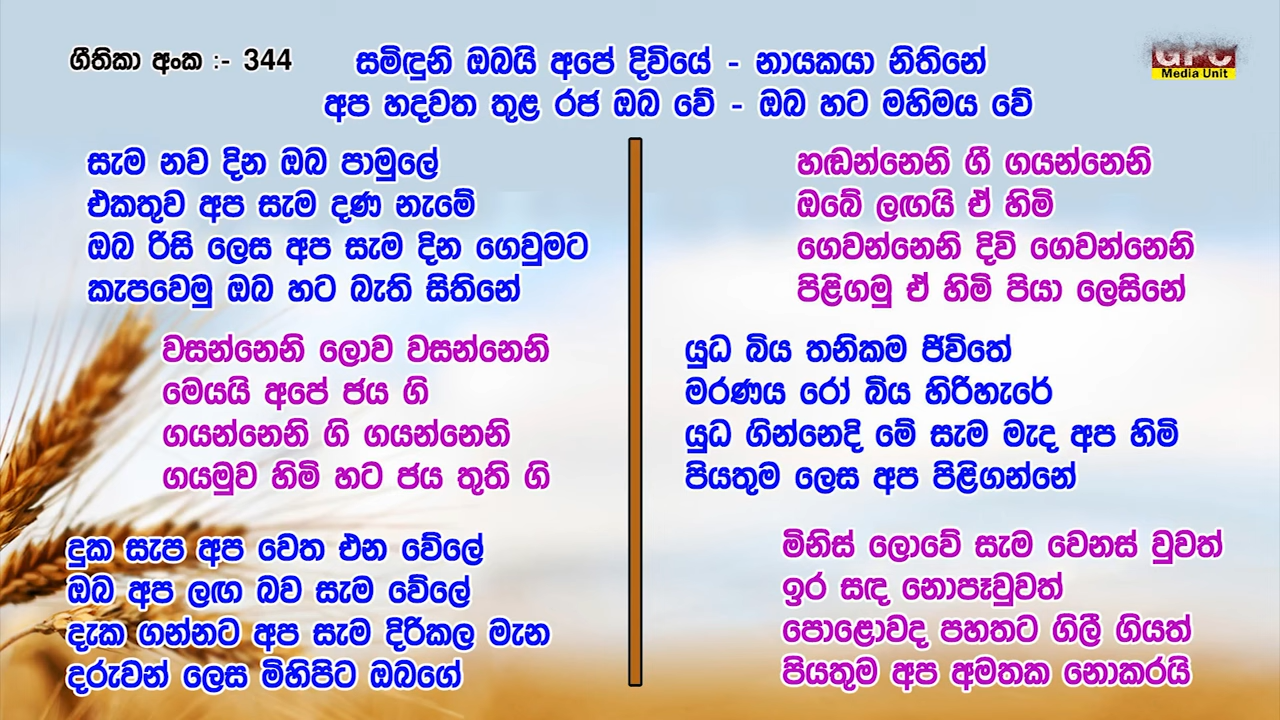 ගීතිකා අංක :- 344
සමිඳුනි ඔබයි අපේ දිවියේ - නායකයා නිතිනේ
අප හදවත තුළ රජ ඔබ වේ - ඔබ හට මහිමය වේ
GPC
Media Unit
සැම නව දින ඔබ පාමුලේ
එකතුව අප සැම දණ නැමේ
ඔබ රිසි ලෙස අප සැම දින ගෙවුමට
කැපවෙමු ඔබ හට බැති සිතිනේ
වසන්නෙනි ලොව වසන්නෙනි
මෙයයි අපේ ජය ගි
ගයන්නෙනි ගි ගයන්නෙනි
ගයමුව හිමි හට ජය තුති ගි
දුක සැප අප වෙත එන වේලේ
ඔබ අප ලඟ බව සැම වේලේ
දැක ගන්නට අප සැම දිරිකල මැන
දරුවන් ලෙස මිහිපිට ඔබගේ
හඬන්නෙනි ගී ගයන්නෙනි
ඔබේ ලඟයි ඒ හිමි
ගෙවන්නෙනි දිවි ගෙවන්නෙනි
පිළිගමු ඒ හිමි පියා ලෙසිනේ
යුධ බිය තනිකම ජිවිතේ
මරණය රෝ බිය හිරිහැරේ
යුධ ගින්නෙදි මේ සැම මැද අප හිමි
පියතුම ලෙස අප පිළිගන්නේ
මිනිස් ලොවේ සැම වෙනස් වුවත්
ඉර සඳ නොපෑවුවත්
පොළොවද පහතට ගිලී ගියත්
පියතුම අප අමතක නොකරයි